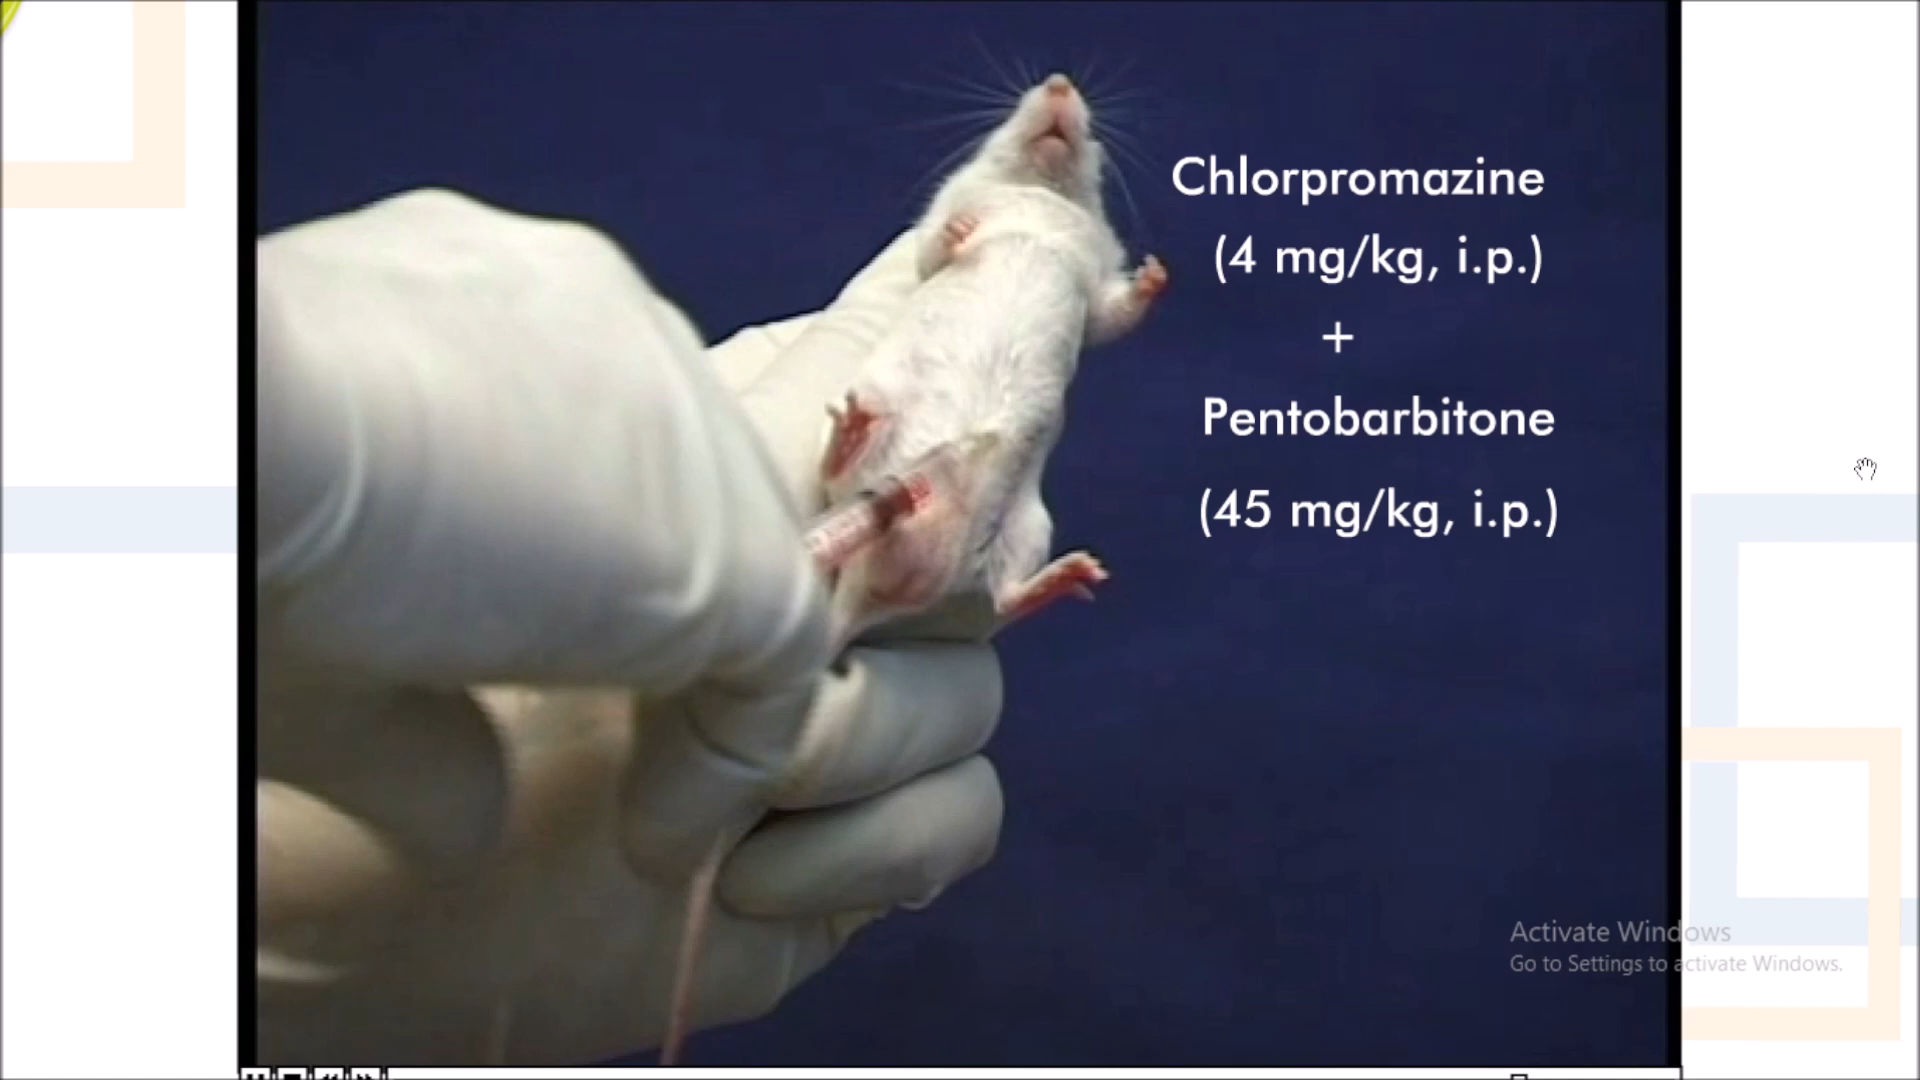 Chlorpromazine
(4 mg/kg, i.p.)
+
Pentobarbitone
(45 mg/kg, i.p.)
Activate Windows
Go to Settings to activate Windows.